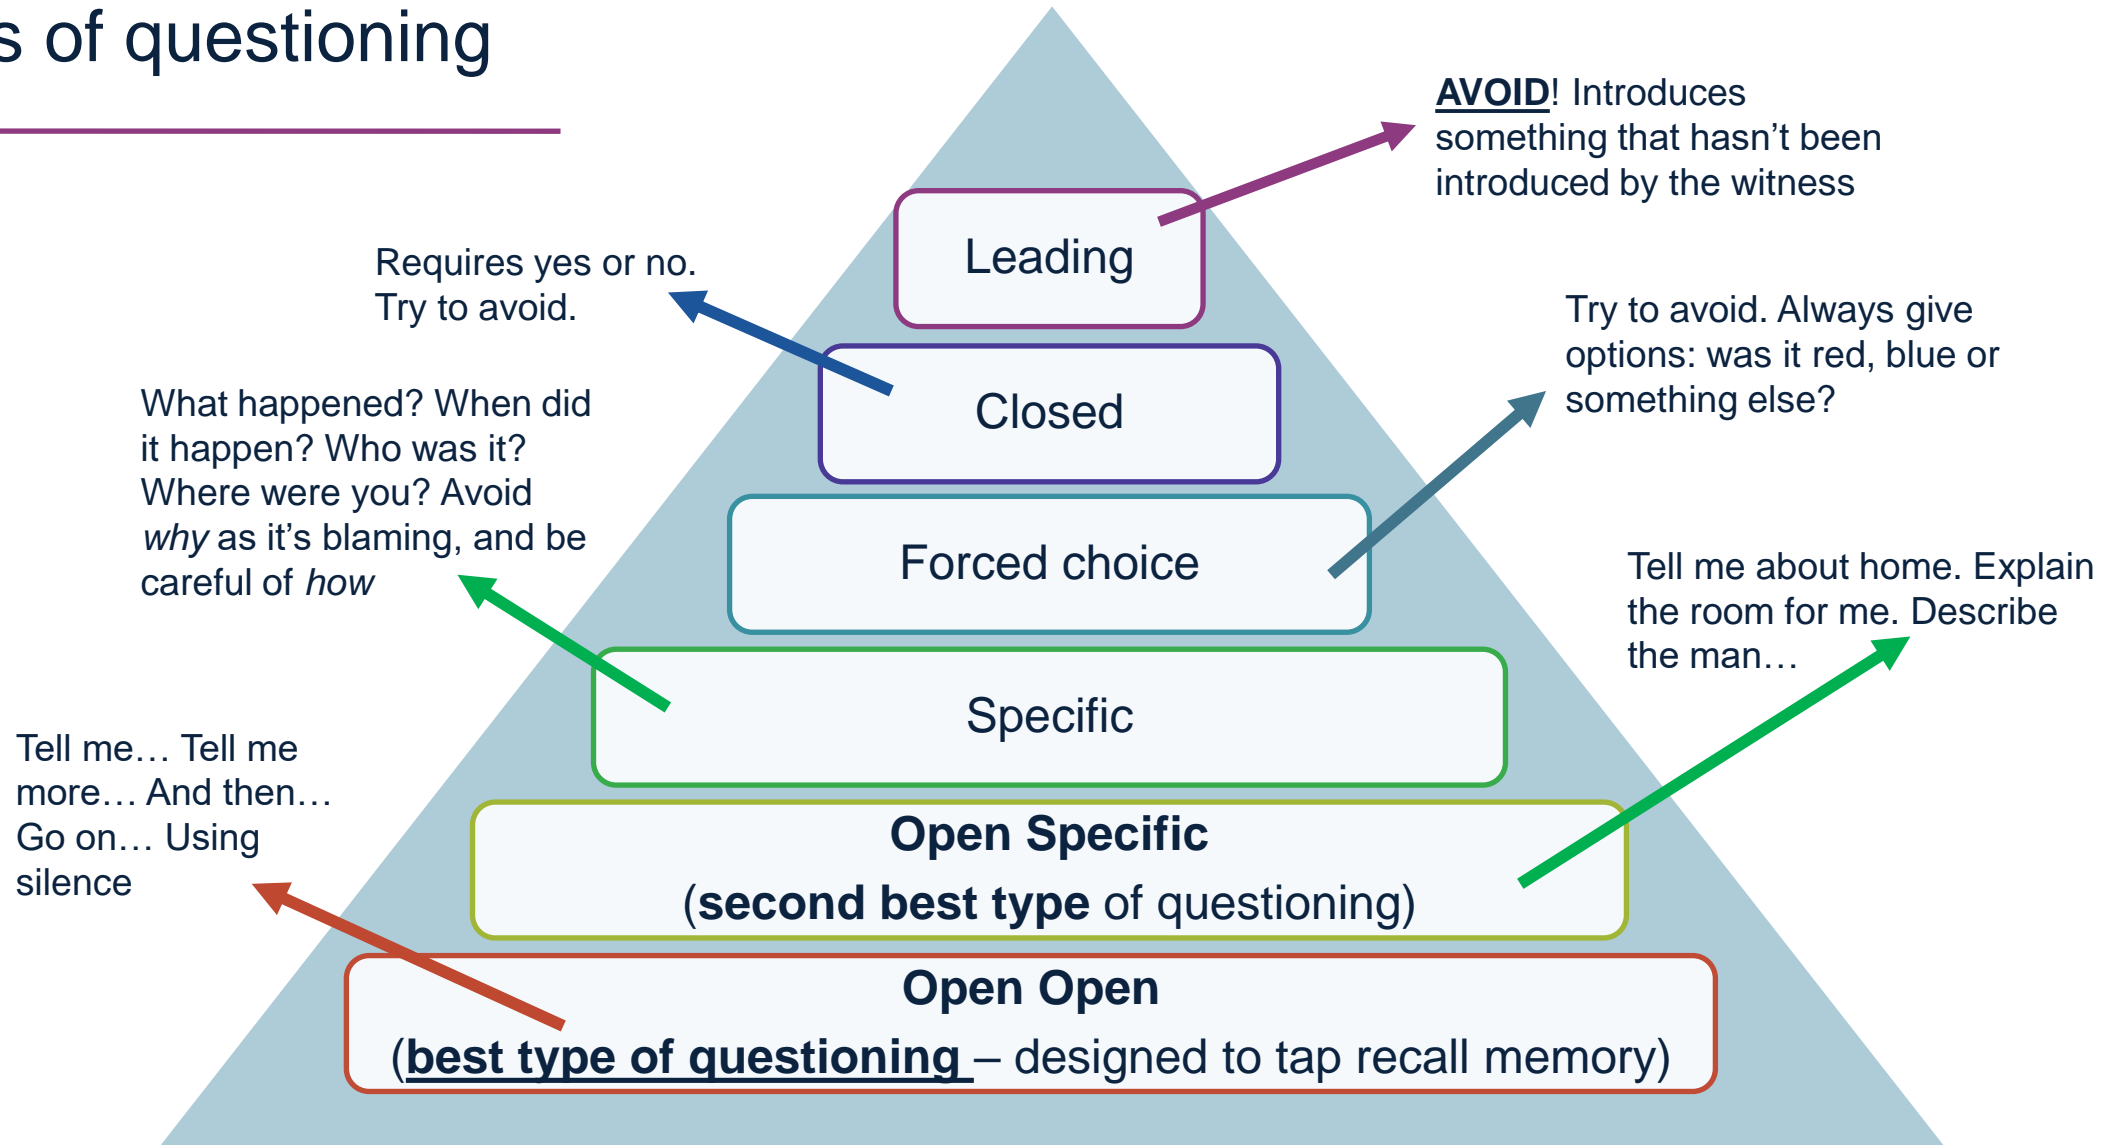 s of questioning
AVOID! Introduces
something that hasn’t been
introduced by the witness
Leading
Requires yes or no.
Try to avoid.
Closed
Try to avoid. Always give
options: was it red, blue or
something else?
Forced choice
What happened? When did
it happen? Who was it?
Where were you? Avoid
why as it’s blaming, and be
careful of how
Specific
Tell me about home. Explain
the room for me. Describe
the man…
Open Specific
(second best type of questioning)
Tell me… Tell me
more… And then…
Go on… Using
silence
Open Open
(best type of questioning – designed to tap recall memory)